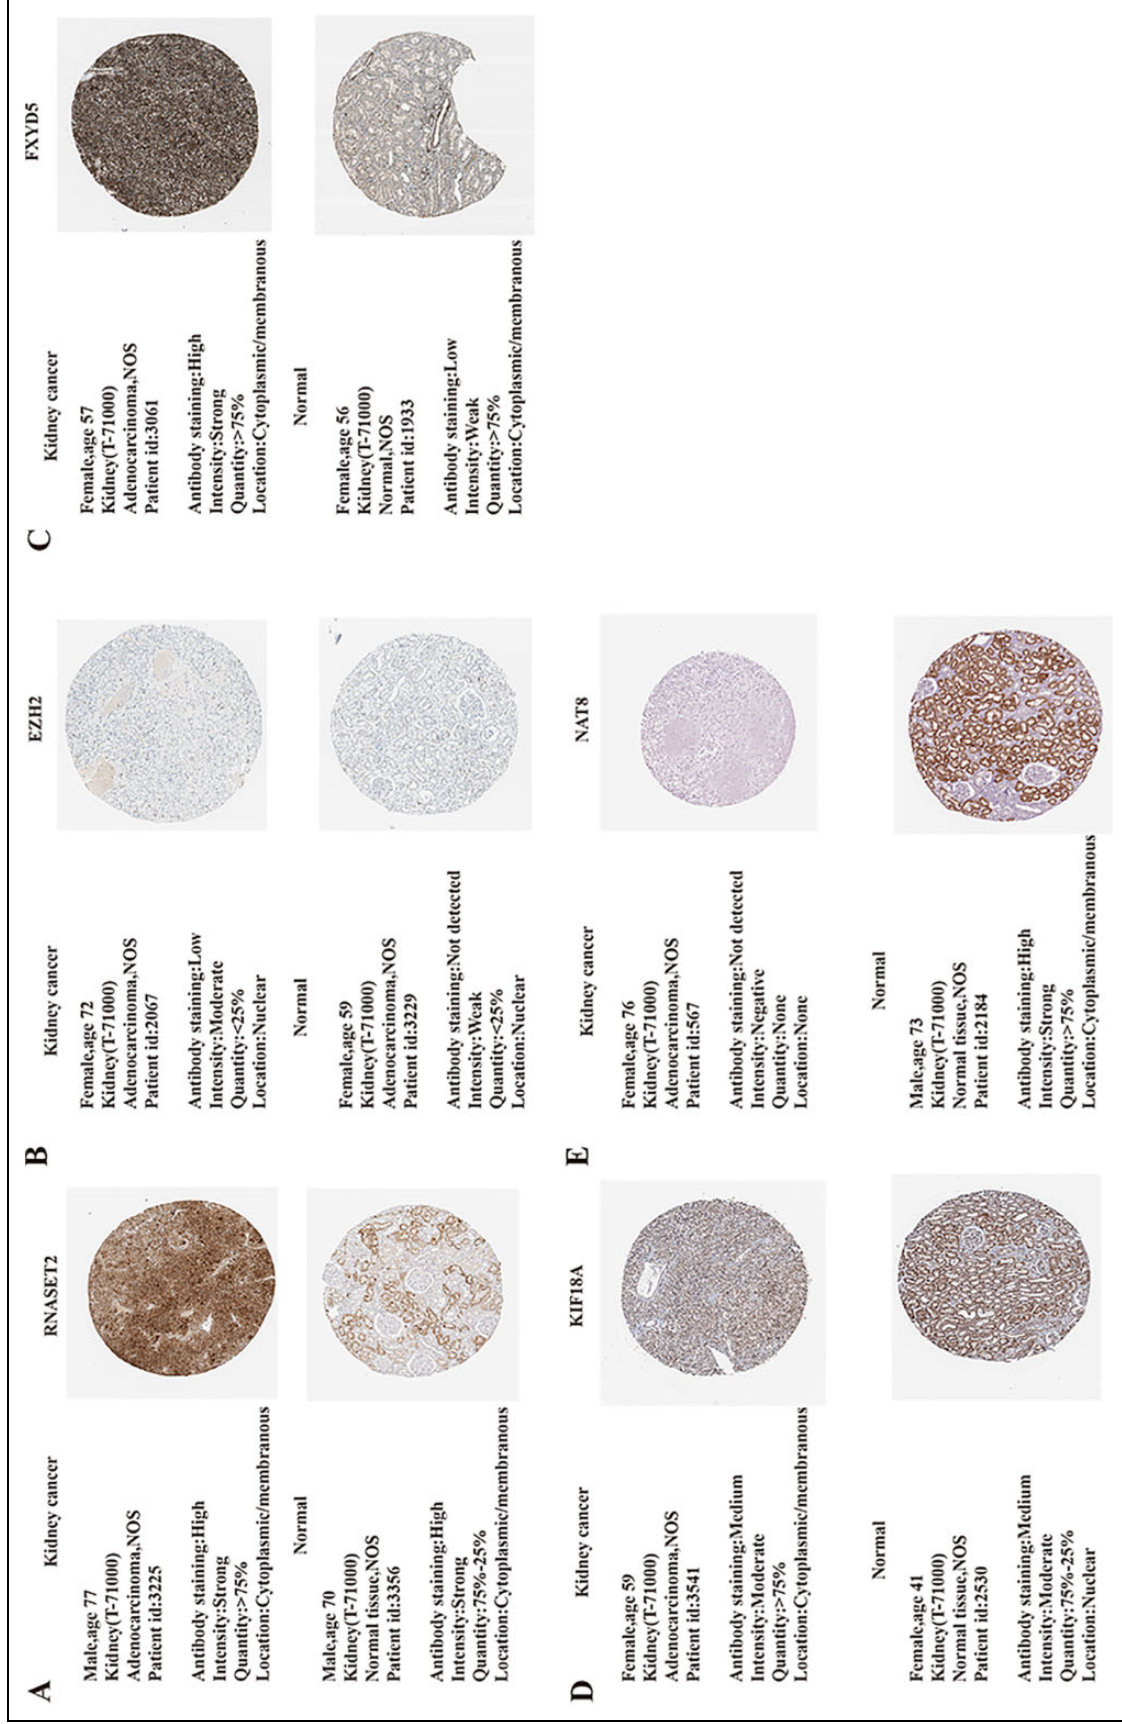 A
RNASET2
Kidney cancer
Male,age 77
Kidney(T-71000)
Adenocarcinoma,NOS
Patient id:3225
Antibody staining:High
Intensity:Strong
Quantity:>75%
Location:Cytoplasmic/membranous
Normal
Male,age 70
Kidney(T-71000)
Normal tissue,NOS
Patient id:3356
Antibody staining:High
Intensity:Strong
Quantity:75%-25%
Location:Cytoplasmic/membranous
B
EZH2
Kidney cancer
Female,age 72
Kidney(T-71000)
Adenocarcinoma,NOS
Patient id:2067
Antibody staining:Low
Intensity:Moderate
Quantity:<25%
Location:Nuclear
Normal
Female,age 59
Kidney(T-71000)
Adenocarcinoma,NOS
Patient id:3229
Antibody staining:Not detected
Intensity:Weak
Quantity:<25%
Location:Nuclear
C
FXYD5
Kidney cancer
Female,age 57
Kidney(T-71000)
Adenocarcinoma,NOS
Patient id:3061
Antibody staining:High
Intensity:Strong
Quantity:>75%
Location:Cytoplasmic/membranous
Normal
Female,age 56
Kidney(T-71000)
Normal,NOS
Patient id:1933
Antibody staining:Low
Intensity:Weak
Quantity:>75%
Location:Cytoplasmic/membranous
D
KIF18A
Kidney cancer
Female,age 59
Kidney(T-71000)
Adenocarcinoma,NOS
Patient id:3541
Antibody staining:Medium
Intensity:Moderate
Quantity:>75%
Location:Cytoplasmic/membranous
Normal
Female,age 41
Kidney(T-71000)
Normal tissue,NOS
Patient id:2530
Antibody staining:Medium
Intensity:Moderate
Quantity:75%-25%
Location:Nuclear
E
NAT8
Kidney cancer
Female,age 76
Kidney(T-71000)
Adenocarcinoma,NOS
Patient id:567
Antibody staining:Not detected
Intensity:Negative
Quantity:None
Location:None
Normal
Male,age 73
Kidney(T-71000)
Normal tissue,NOS
Patient id:2184
Antibody staining:High
Intensity:Strong
Quantity:>75%
Location:Cytoplasmic/membranous